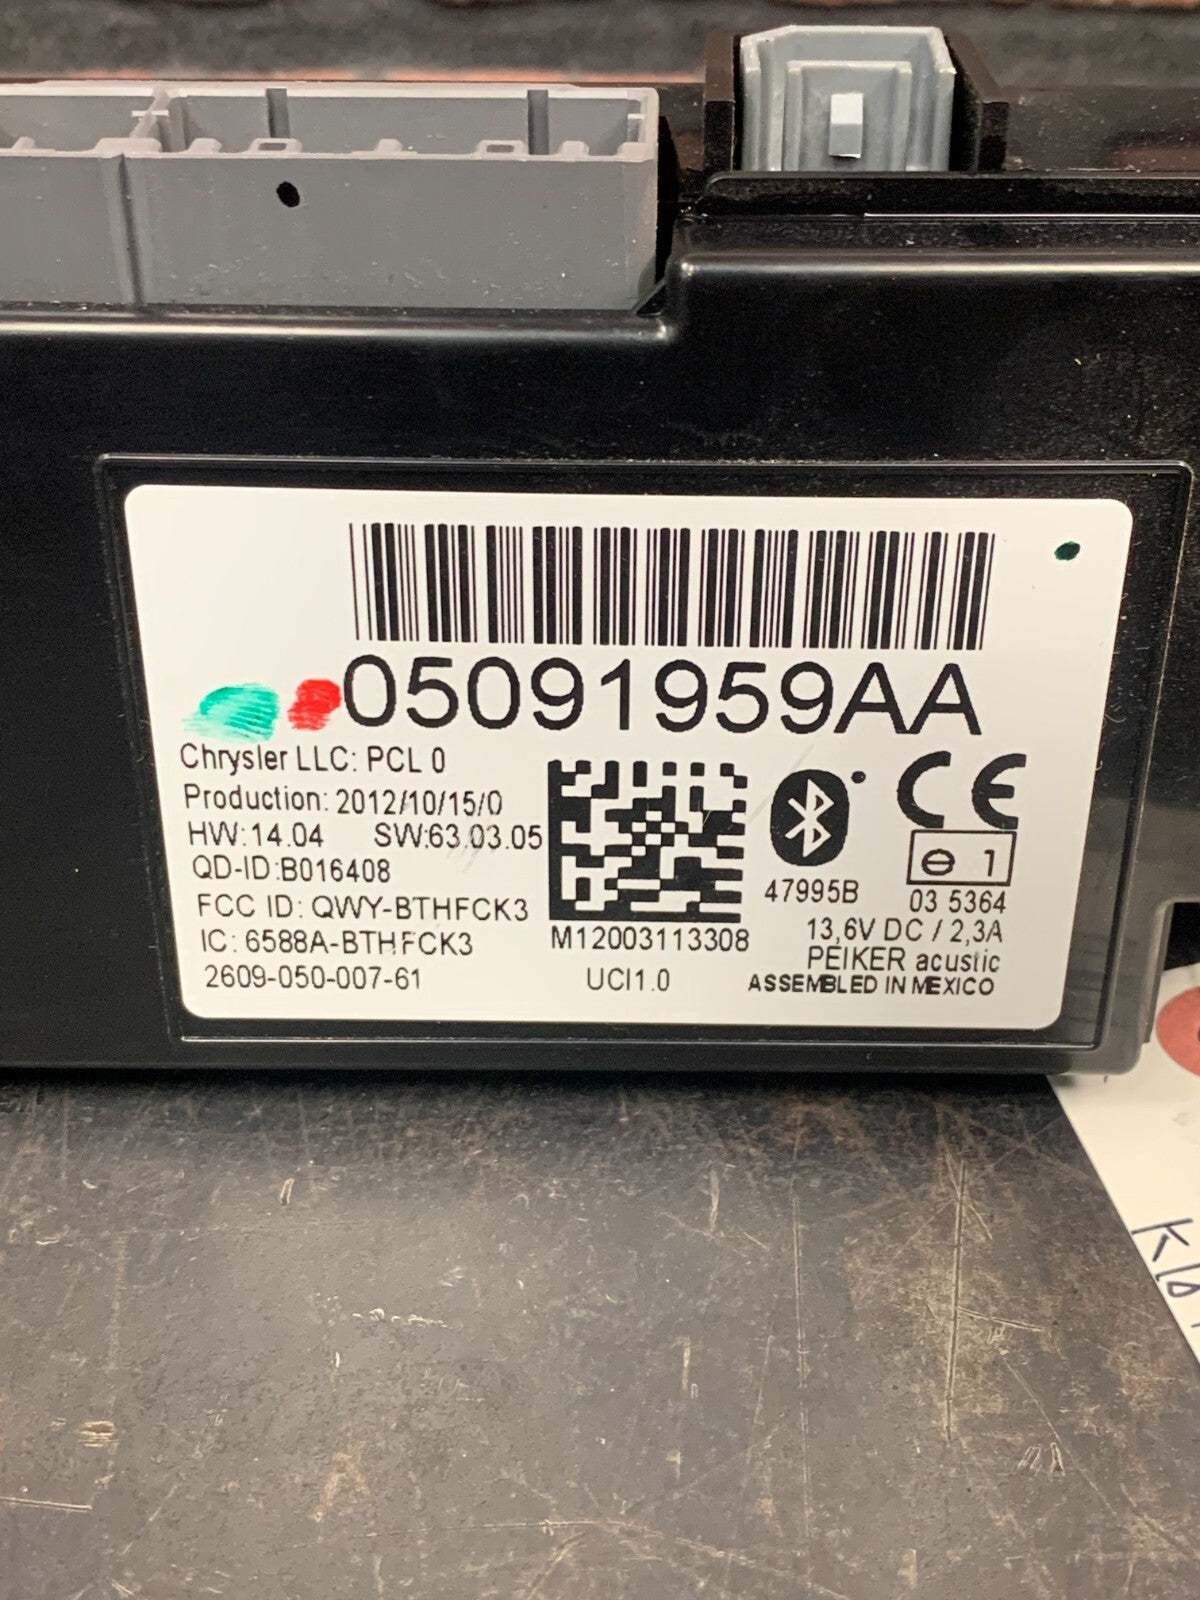 05091959AA
Chrysler LLC: PCL 0
Production: 2012/10/15/0
HW:14.04 SW:63.03.05
QD-ID:B016408
FCC ID: QWY-BTHFCK3
IC: 6588A-BTHFCK3
2609-050-007-61
M12003113308
UCI1.0
47995B
CE
e 1
03 5364
13,6V DC / 2,3A
PEIKER acustic
ASSEMBLED IN MEXICO